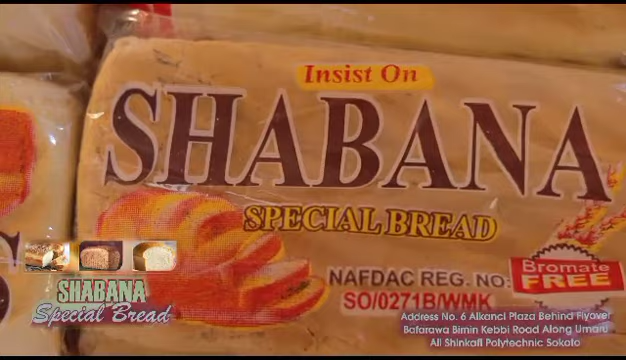 Insist On
SHABANA
SPECIAL BREAD
NAFDAC REG. NO:
SO/0271B/WMK
Bromate
FREE
SHABANA
Special Bread
Address No. 6 Alkanci Plaza Behind Flyover
Bafarawa Birnin Kebbi Road Along Umaru
Ali Shinkafi Polytechnic Sokoto